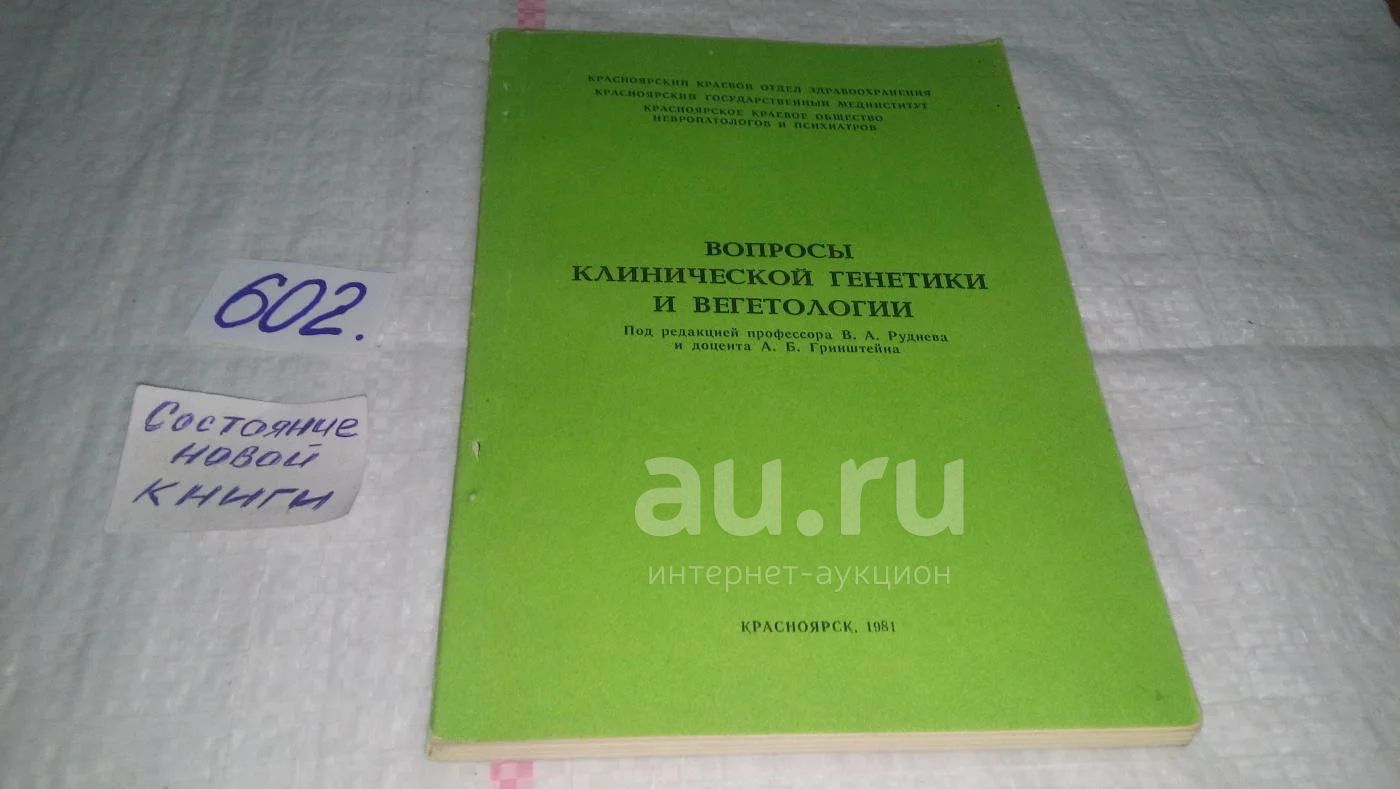 КРАСНОЯРСКИЙ КРАЕВОЙ ОТДЕЛ ЗДРАВООХРАНЕНИЯ
КРАСНОЯРСКИЙ ГОСУДАРСТВЕННЫЙ МЕДИНСТИТУТ
КРАСНОЯРСКОЕ КРАЕВОЕ ОБЩЕСТВО
НЕВРОПАТОЛОГОВ И ПСИХИАТРОВ
ВОПРОСЫ
КЛИНИЧЕСКОЙ ГЕНЕТИКИ
И ВЕГЕТОЛОГИИ
Под редакцией профессора В. А. Руднева
и доцента А. Б. Гринштейна
602.
Состояние
новой
книги
au.ru
интернет-аукцион
КРАСНОЯРСК, 1981